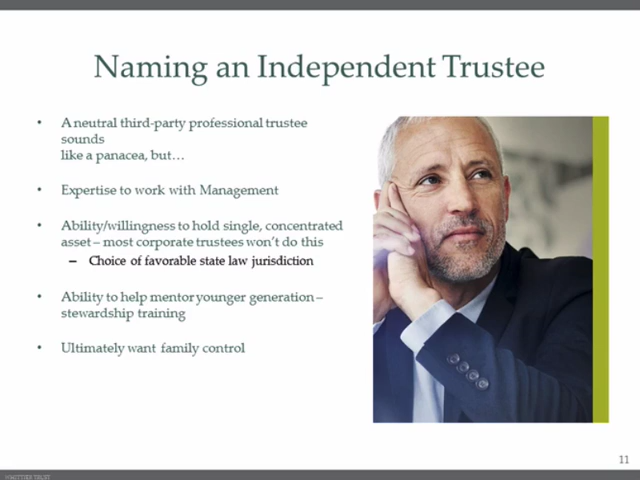 Naming an Independent Trustee
• A neutral third-party professional trustee
sounds
like a panacea, but…
• Expertise to work with Management
• Ability/willingness to hold single, concentrated
asset – most corporate trustees won't do this
– Choice of favorable state law jurisdiction
• Ability to help mentor younger generation –
stewardship training
• Ultimately want family control
11
WHITTIER TRUST